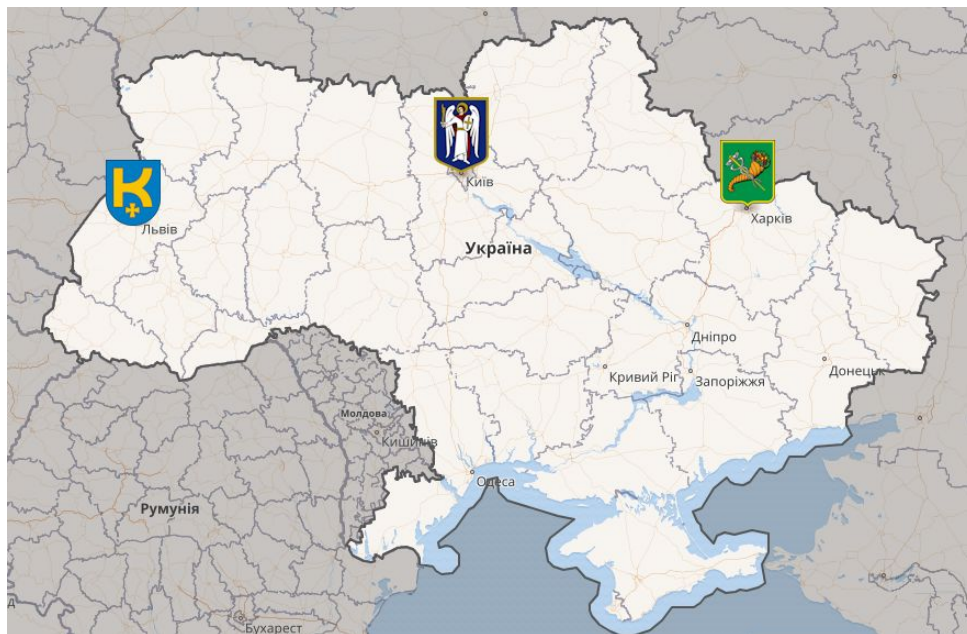 Київ
Харків
Львів
Україна
Дніпро
Кривий Ріг
Запоріжжя
Донецьк
Молдова
Кишинів
Одеса
Румунія
Бухарест